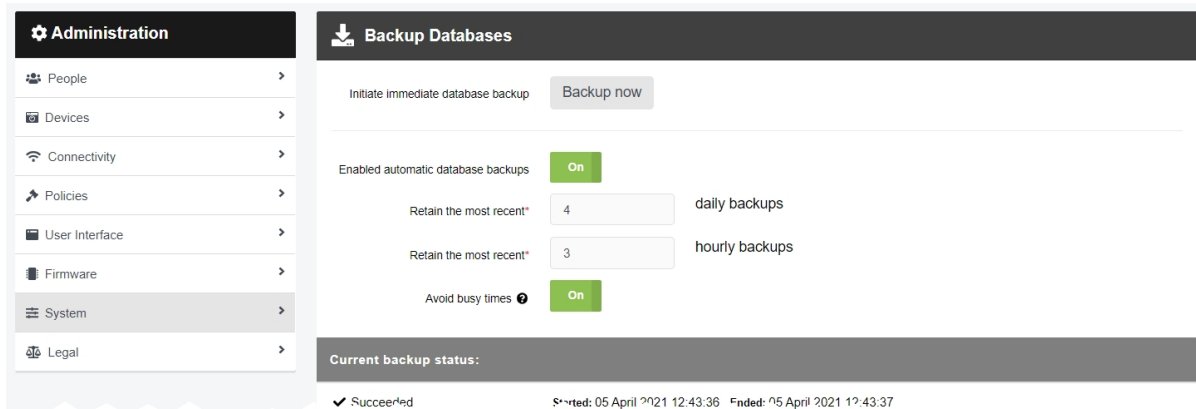 Administration
People
Devices
Connectivity
Policies
User Interface
Firmware
System
Legal
Backup Databases
Initiate immediate database backup Backup now
Enabled automatic database backups On
Retain the most recent* 4 daily backups
Retain the most recent* 3 hourly backups
Avoid busy times ? On
Current backup status:
Succeeded Started: 05 April 2021 12:43:36 Ended: 05 April 2021 12:43:37